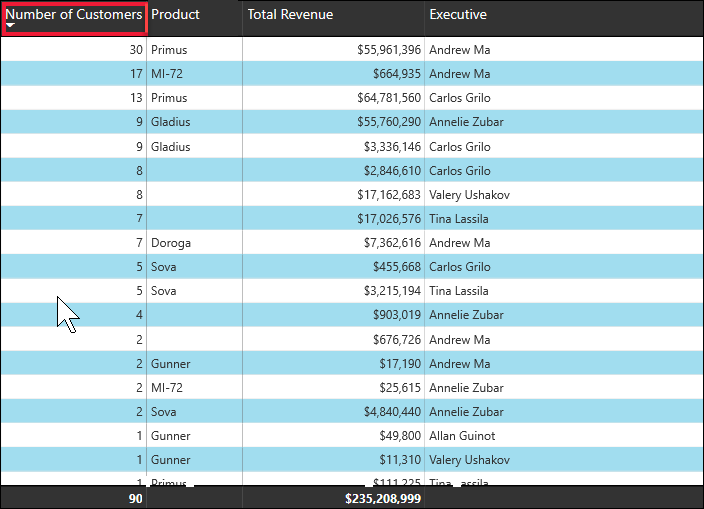 Number of Customers Product Total Revenue Executive
30 Primus $55,961,396 Andrew Ma
17 MI-72 $664,935 Andrew Ma
13 Primus $64,781,560 Carlos Grilo
9 Gladius $55,760,290 Annelie Zubar
9 Gladius $3,336,146 Carlos Grilo
8 $2,846,610 Carlos Grilo
8 $17,162,683 Valery Ushakov
7 $17,026,576 Tina Lassila
7 Doroga $7,362,616 Andrew Ma
5 Sova $455,668 Carlos Grilo
5 Sova $3,215,194 Tina Lassila
4 $903,019 Annelie Zubar
2 $676,726 Andrew Ma
2 Gunner $17,190 Andrew Ma
2 MI-72 $25,615 Annelie Zubar
2 Sova $4,840,440 Annelie Zubar
1 Gunner $49,800 Allan Guinot
1 Gunner $11,310 Valery Ushakov
1 Primus $111,225 Tina Lassila
90 $235,208,999